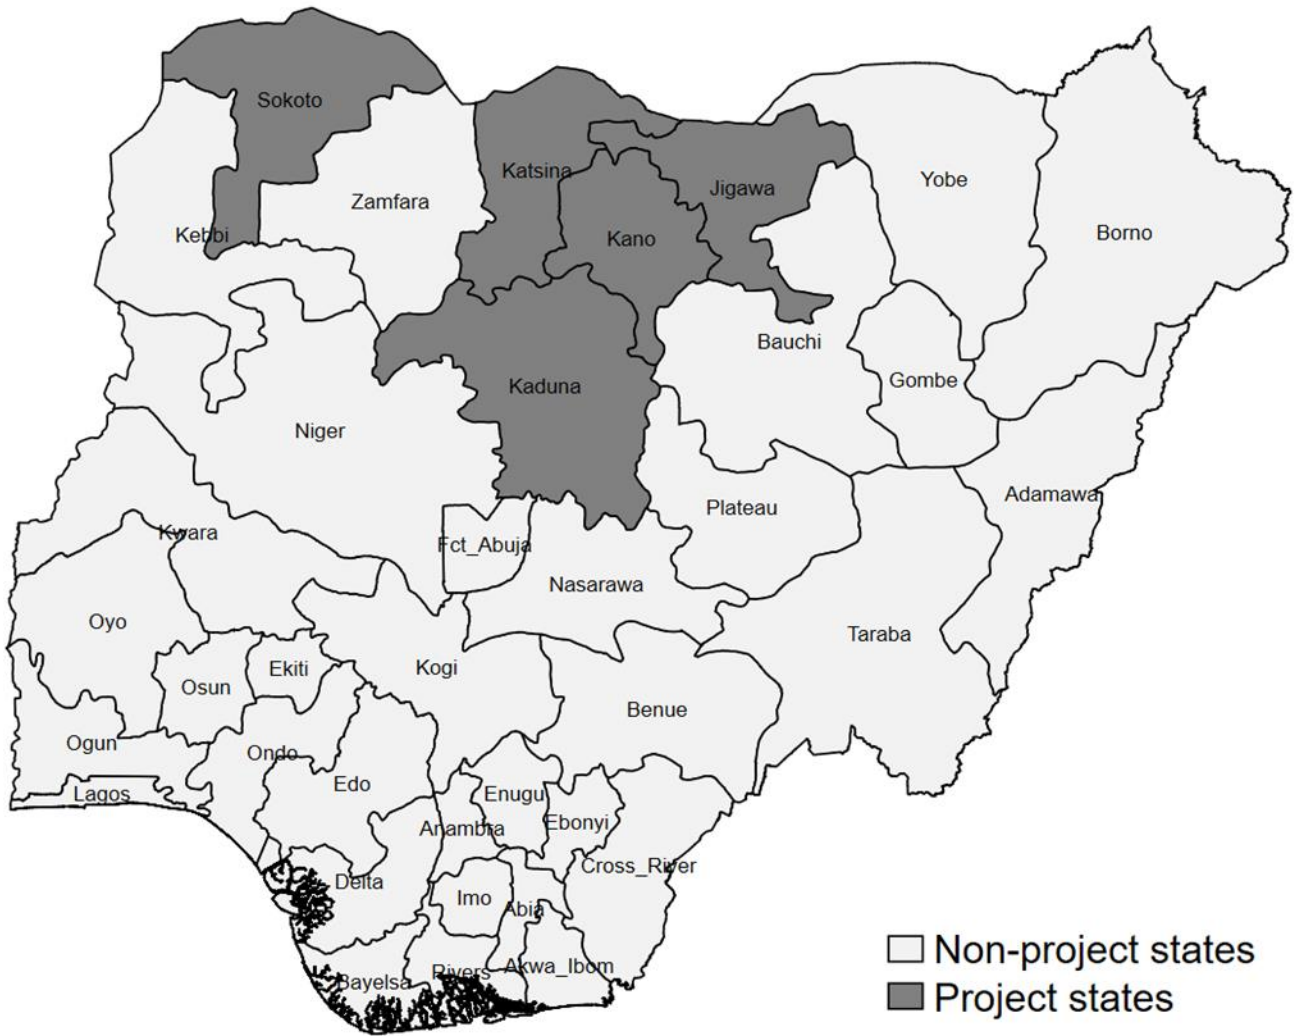 Sokoto
Katsina
Jigawa
Yobe
Zamfara
Kebbi
Kano
Borno
Bauchi
Gombe
Kaduna
Niger
Adamawa
Plateau
Kwara
Fct_Abuja
Nasarawa
Oyo
Taraba
Kogi
Ekiti
Osun
Benue
Ogun
Ondo
Edo
Lagos
Enugu
Anambra
Ebonyi
Cross_River
Delta
Imo
Abia
Akwa_Ibom
Rivers
Bayelsa
Non-project states
Project states